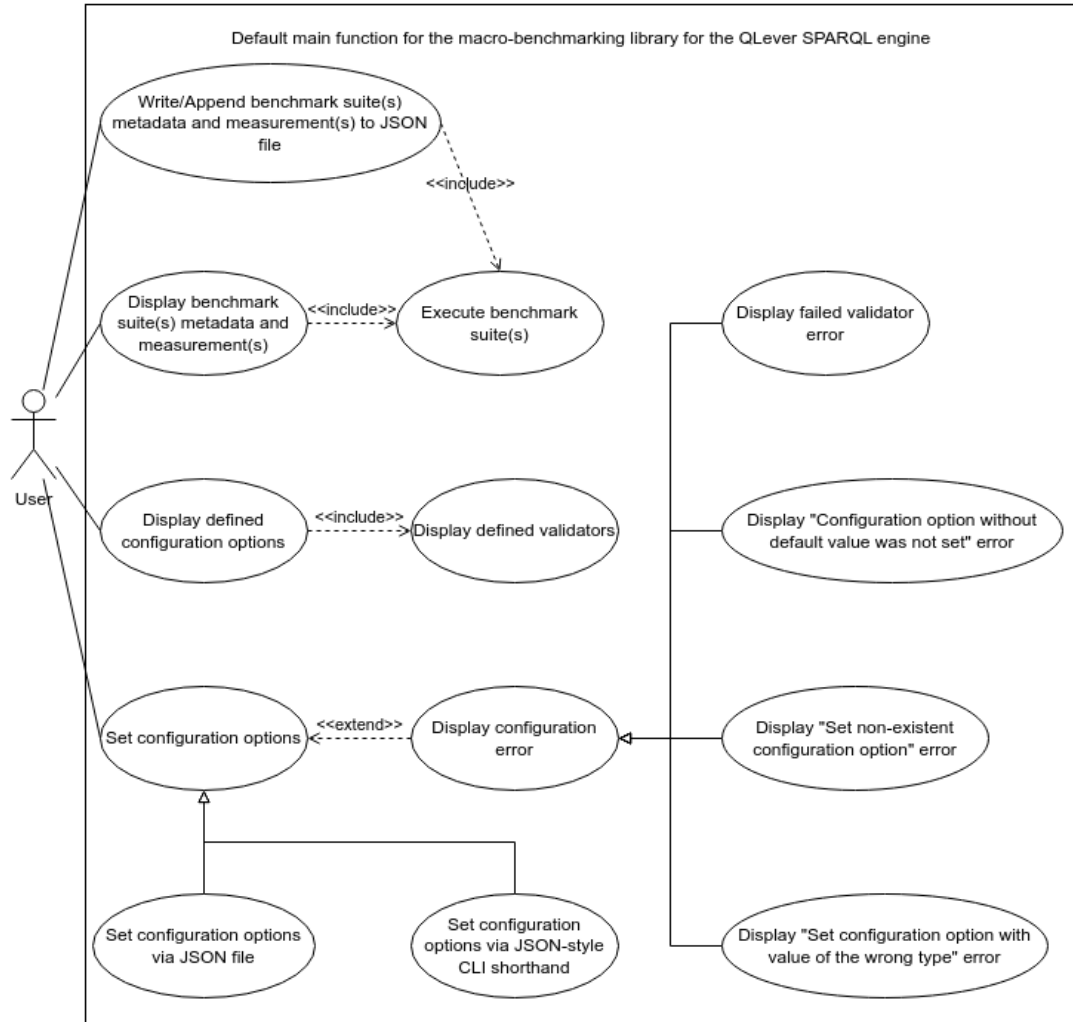 Default main function for the macro-benchmarking library for the QLever SPARQL engine
Write/Append benchmark suite(s)
metadata and measurement(s) to JSON
file
<<include>>
Display benchmark
suite(s) metadata and
measurement(s)
<<include>>
Execute benchmark
suite(s)
Display failed validator
error
User
Display defined
configuration options
<<include>>
Display defined validators
Display "Configuration option without
default value was not set" error
Set configuration options
<<extend>>
Display configuration
error
Display "Set non-existent
configuration option" error
Set configuration options
via JSON file
Set configuration
options via JSON-style
CLI shorthand
Display "Set configuration option with
value of the wrong type" error